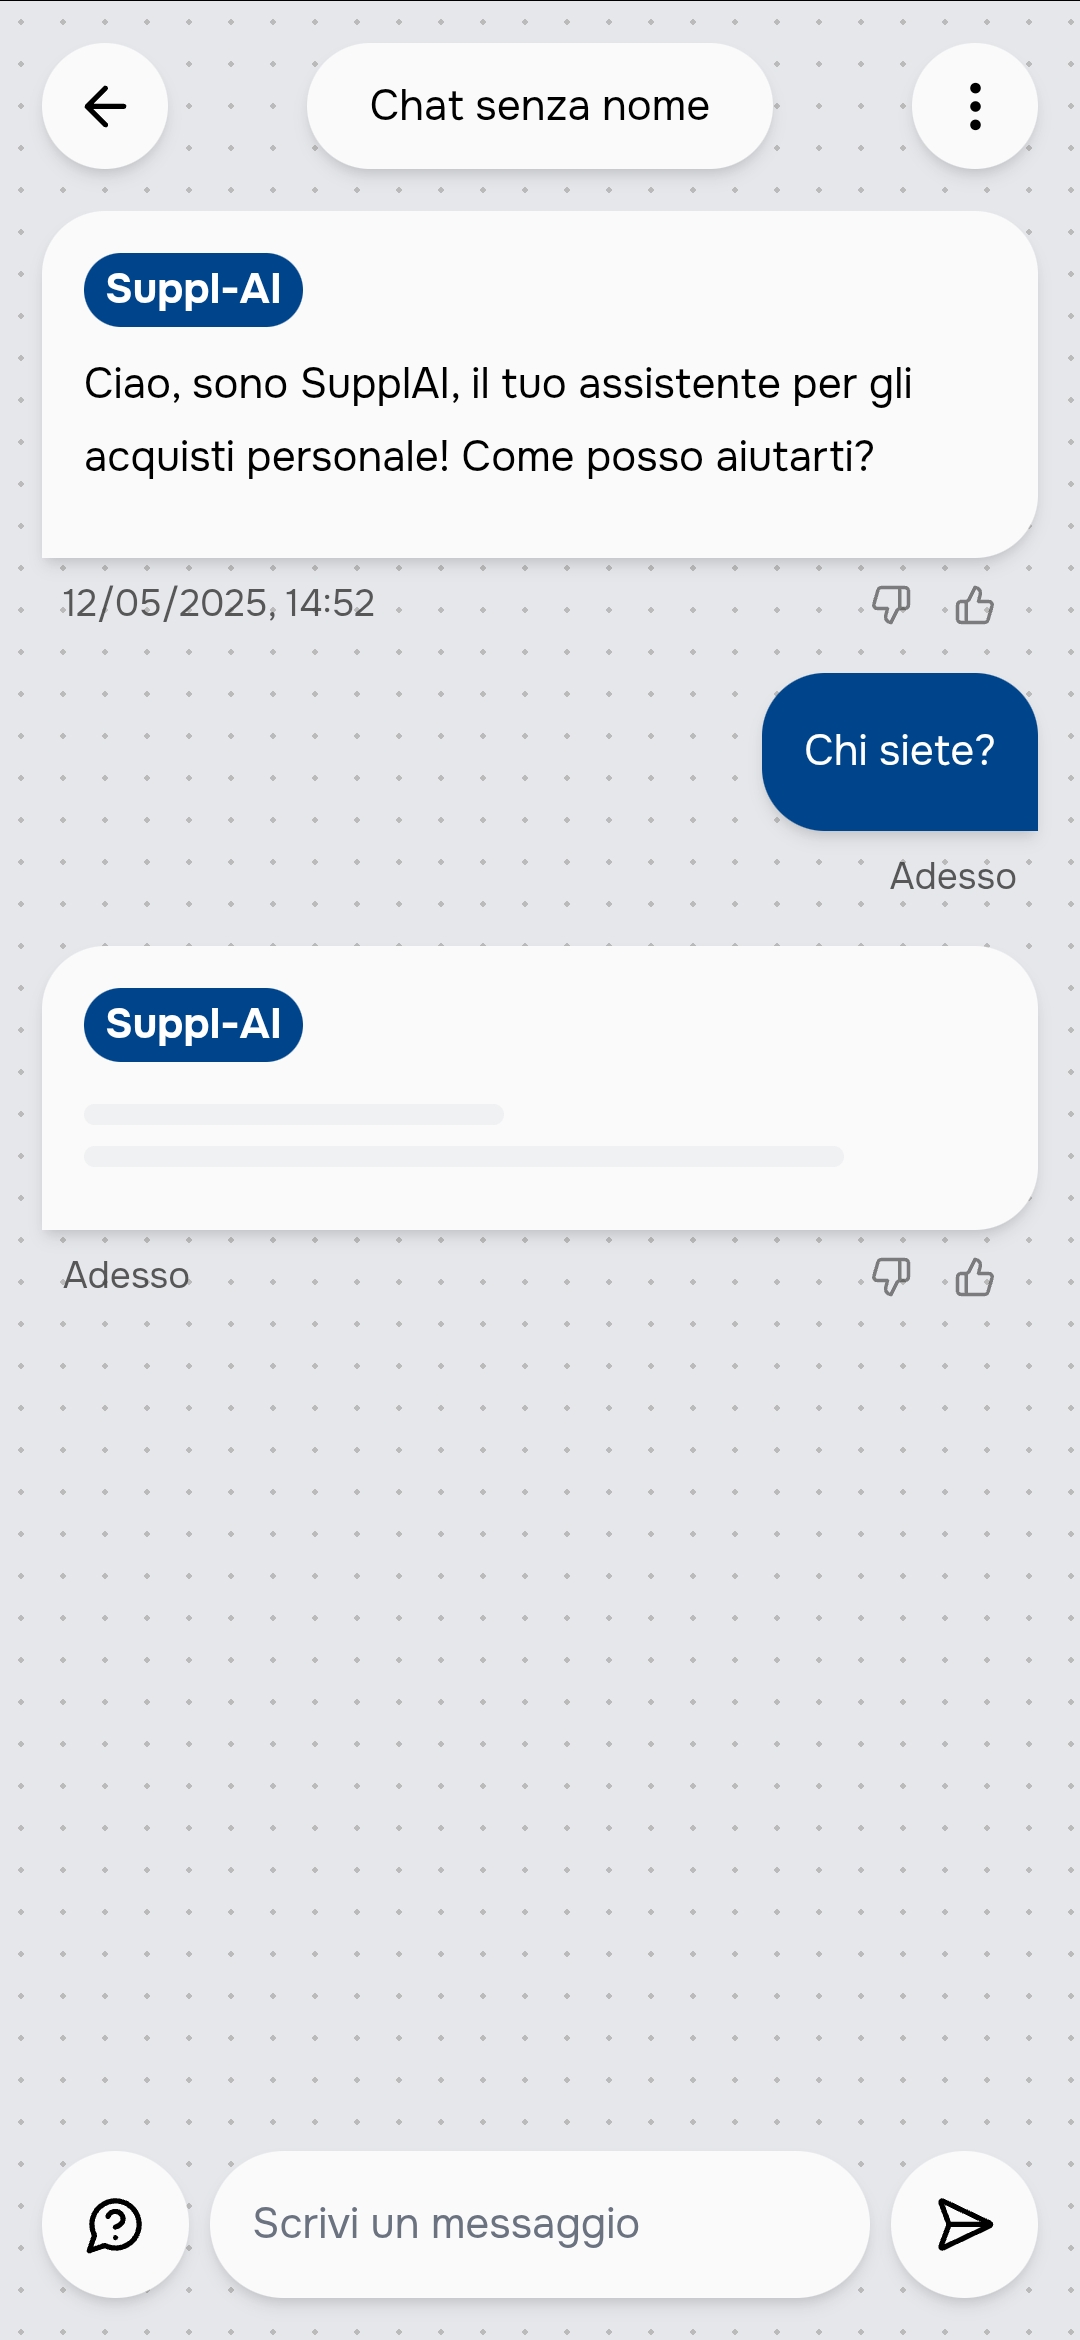 Chat senza nome
Suppl-AI
Ciao, sono SupplAI, il tuo assistente per gli
acquisti personale! Come posso aiutarti?
12/05/2025, 14:52
Chi siete?
Adesso
Suppl-AI
Adesso
Scrivi un messaggio